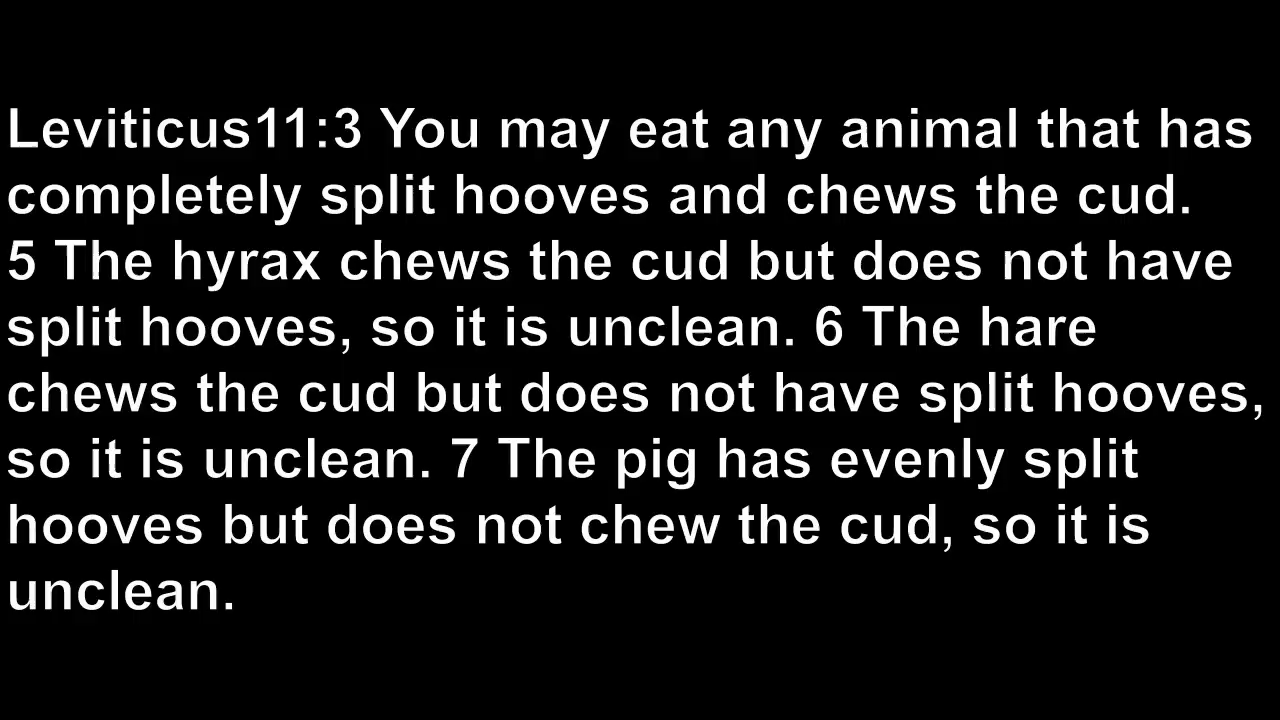 Leviticus11:3 You may eat any animal that has
completely split hooves and chews the cud.
5 The hyrax chews the cud but does not have
split hooves, so it is unclean. 6 The hare
chews the cud but does not have split hooves,
so it is unclean. 7 The pig has evenly split
hooves but does not chew the cud, so it is
unclean.